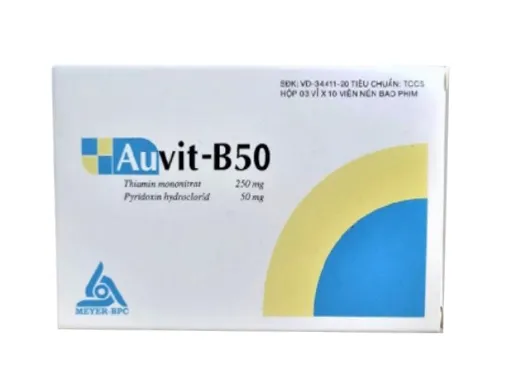 SĐK: VD-34411-20 TIÊU CHUẨN: TCCS
HỘP 03 VỈ X 10 VIÊN NÉN BAO PHIM
Auvit-B50
Thiamin mononitrat 250 mg
Pyridoxin hydroclorid 50 mg
MEYER-BPC